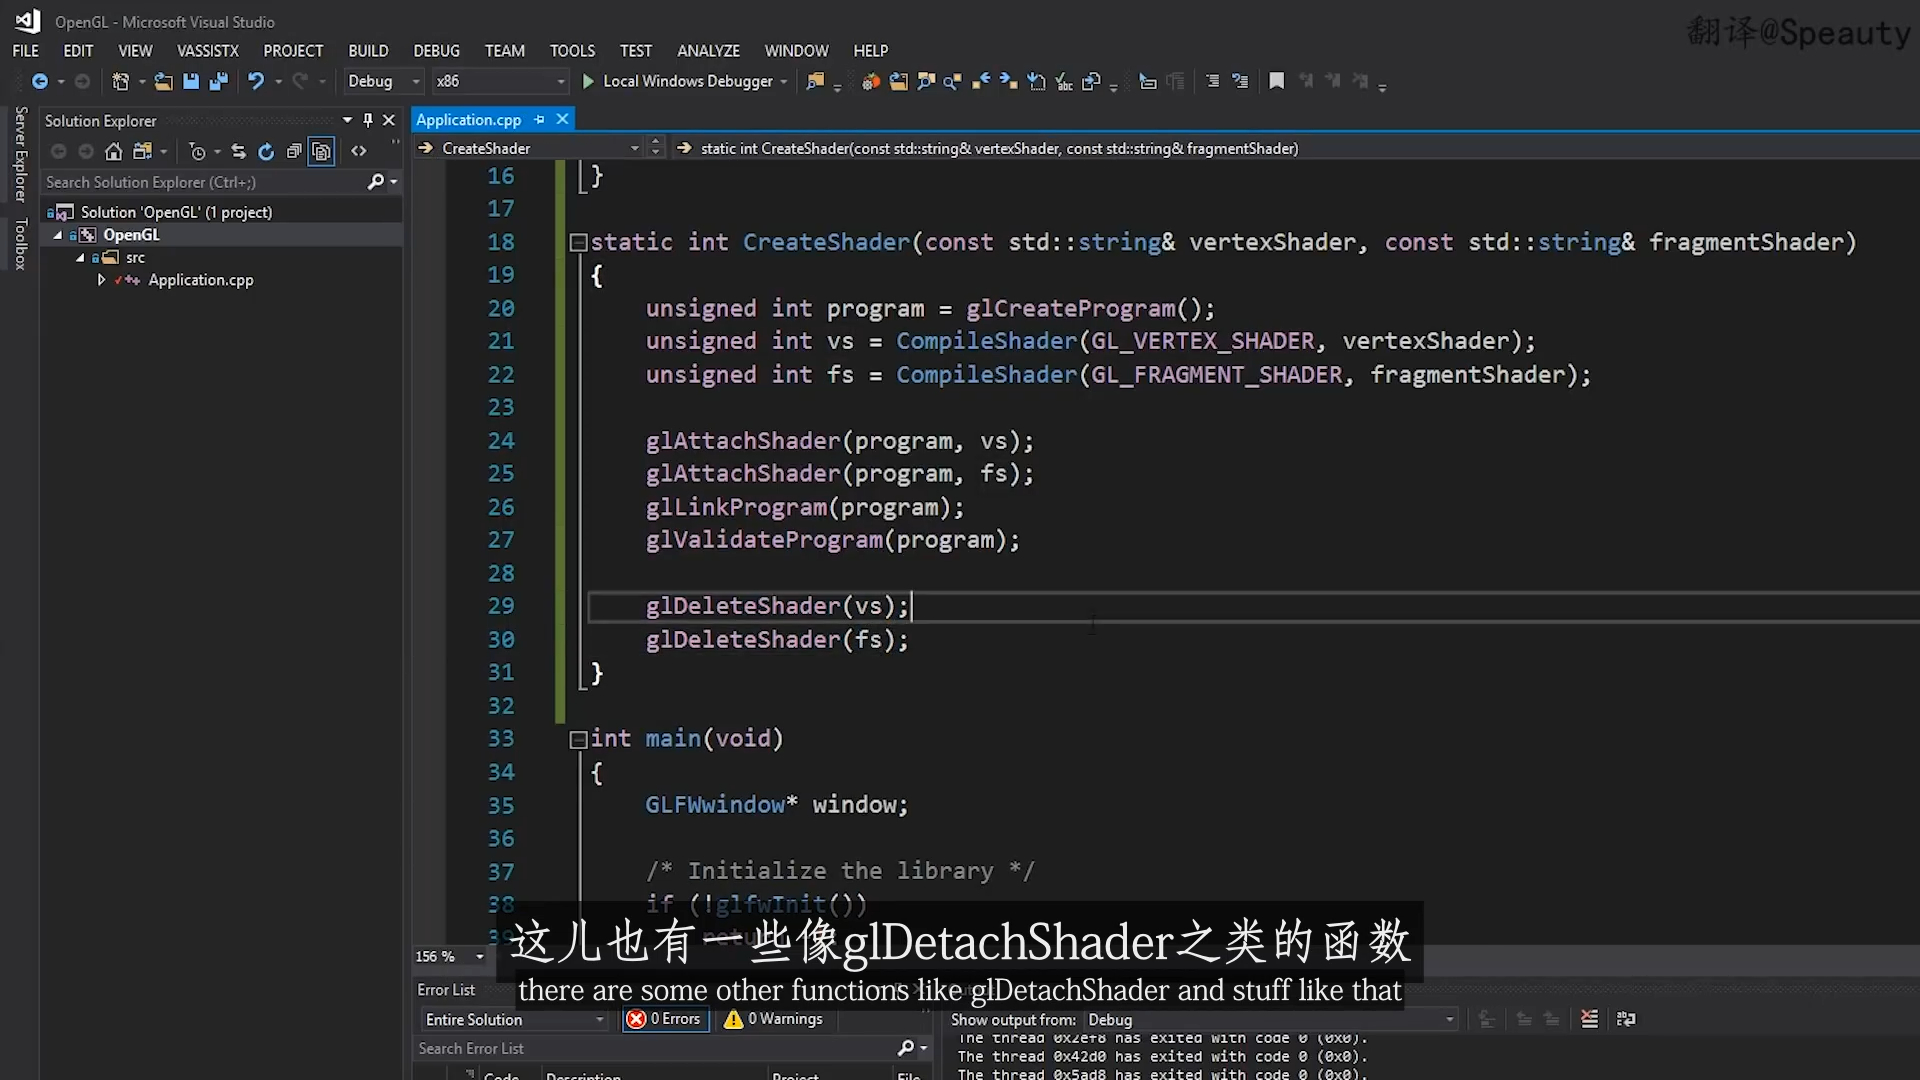 OpenGL - Microsoft Visual Studio
翻译@Speauty
FILE EDIT VIEW VASSISTX PROJECT BUILD DEBUG TEAM TOOLS TEST ANALYZE WINDOW HELP
Debug x86 Local Windows Debugger
Server Explorer
Toolbox
Solution Explorer
Search Solution Explorer (Ctrl+;)
Solution 'OpenGL' (1 project)
OpenGL
src
Application.cpp
Application.cpp
CreateShader static int CreateShader(const std::string& vertexShader, const std::string& fragmentShader)
16 }
17
18 static int CreateShader(const std::string& vertexShader, const std::string& fragmentShader)
19 {
20 unsigned int program = glCreateProgram();
21 unsigned int vs = CompileShader(GL_VERTEX_SHADER, vertexShader);
22 unsigned int fs = CompileShader(GL_FRAGMENT_SHADER, fragmentShader);
23
24 glAttachShader(program, vs);
25 glAttachShader(program, fs);
26 glLinkProgram(program);
27 glValidateProgram(program);
28
29 glDeleteShader(vs);
30 glDeleteShader(fs);
31 }
32
33 int main(void)
34 {
35 GLFWwindow* window;
36
37 /* Initialize the library */
38 if (!glfwInit())
39
这儿也有一些像glDetachShader之类的函数
there are some other functions like glDetachShader and stuff like that
156 %
Error List
Entire Solution 0 Errors 0 Warnings
Search Error List
Code Description Project File
Show output from: Debug
The thread 0x2ef8 has exited with code 0 (0x0).
The thread 0x42d0 has exited with code 0 (0x0).
The thread 0x5ad8 has exited with code 0 (0x0).